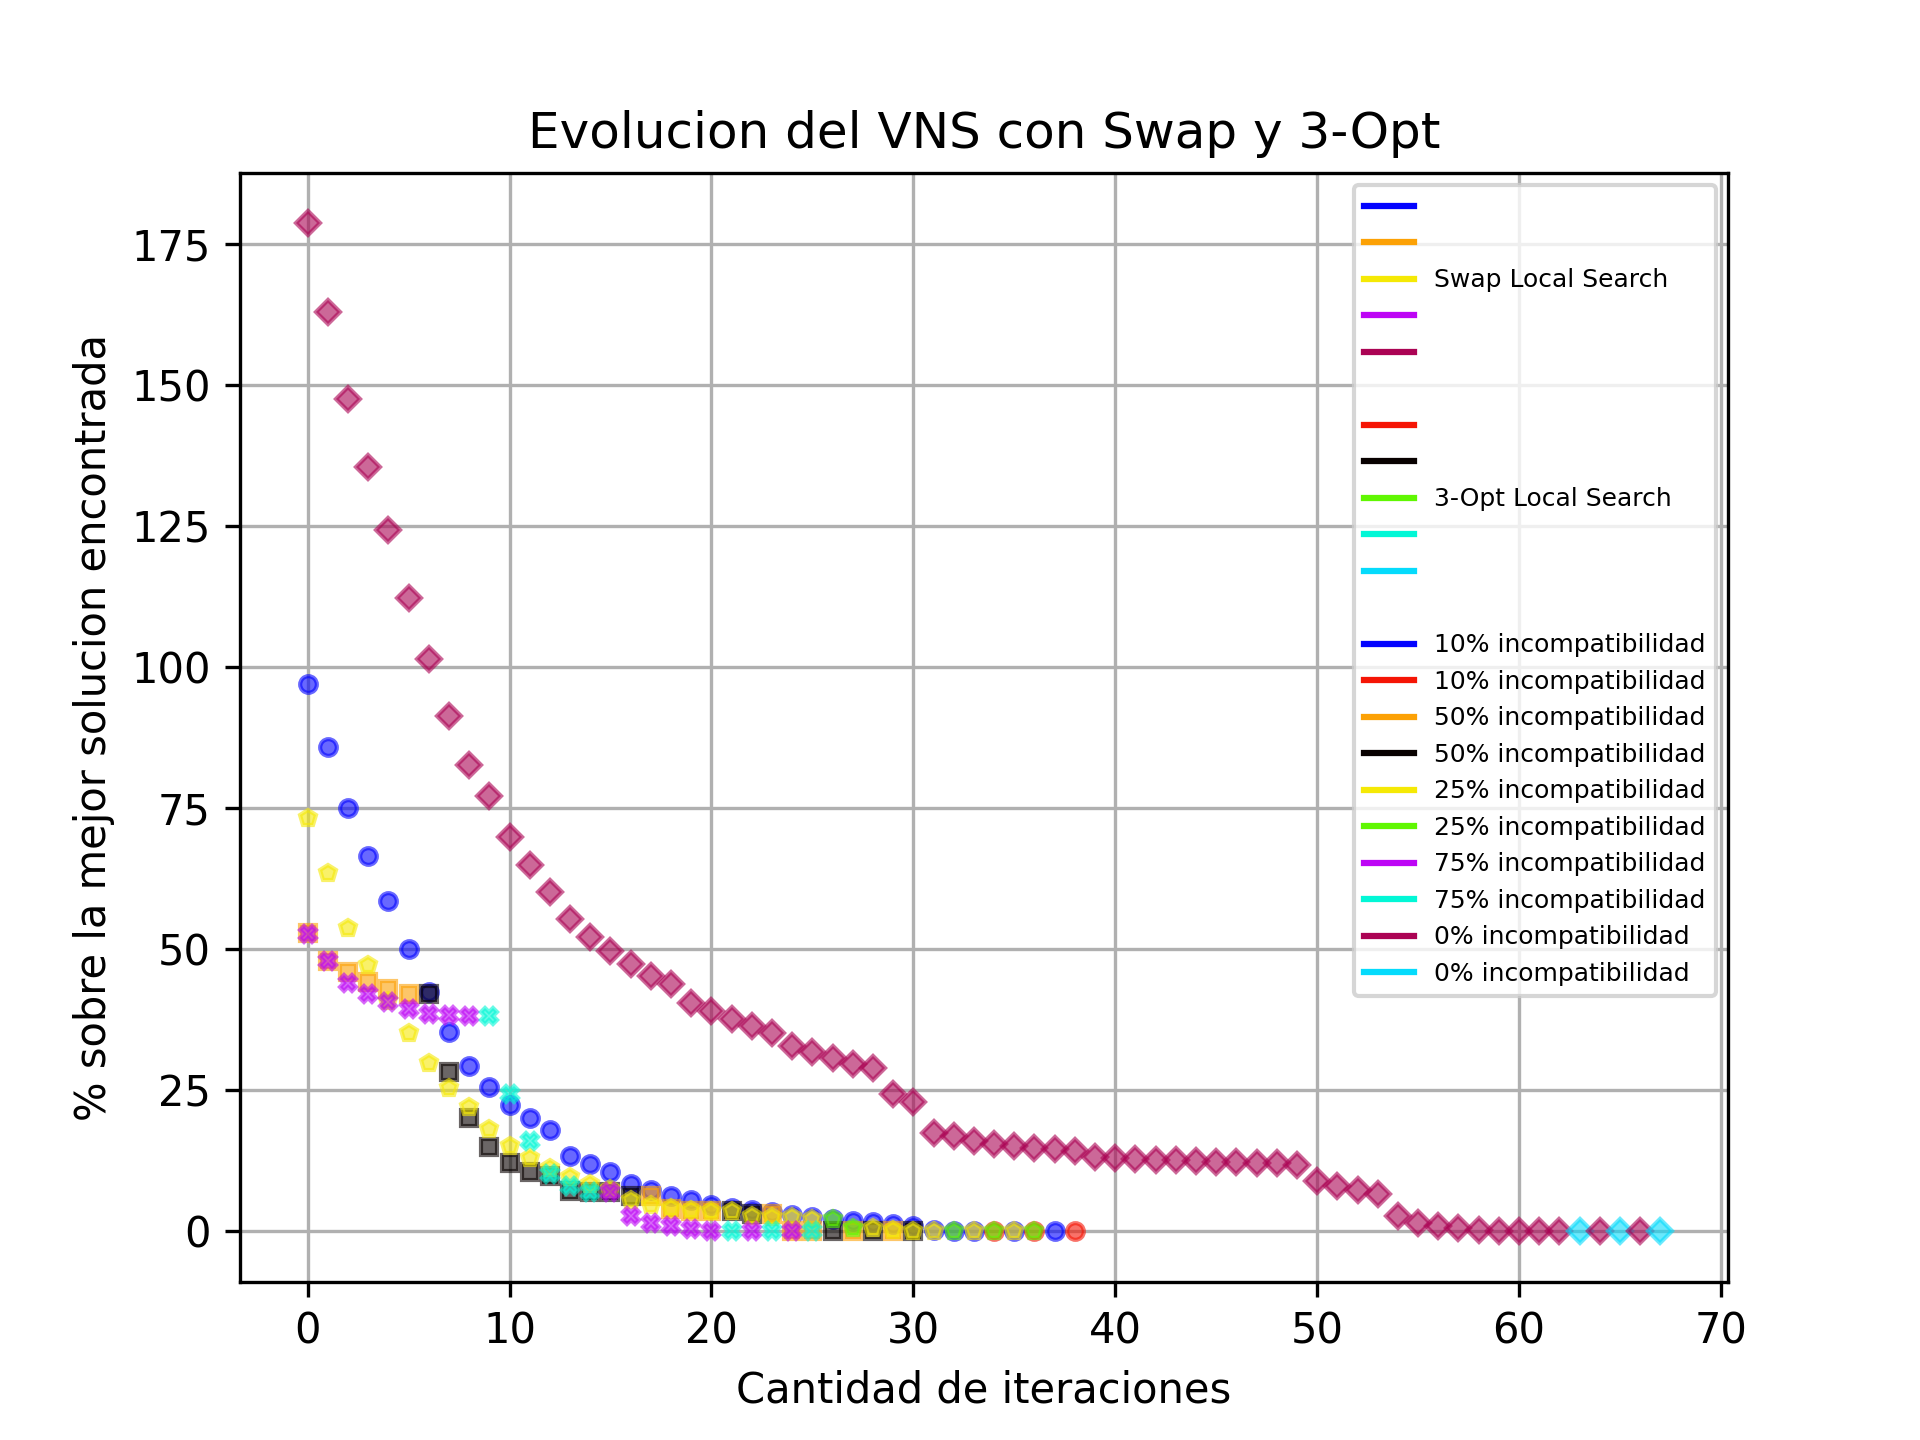 Evolucion del VNS con Swap y 3-Opt
% sobre la mejor solucion encontrada
175
150
125
100
75
50
25
0
Swap Local Search
3-Opt Local Search
10% incompatibilidad
10% incompatibilidad
50% incompatibilidad
50% incompatibilidad
25% incompatibilidad
25% incompatibilidad
75% incompatibilidad
75% incompatibilidad
0% incompatibilidad
0% incompatibilidad
0 10 20 30 40 50 60 70
Cantidad de iteraciones